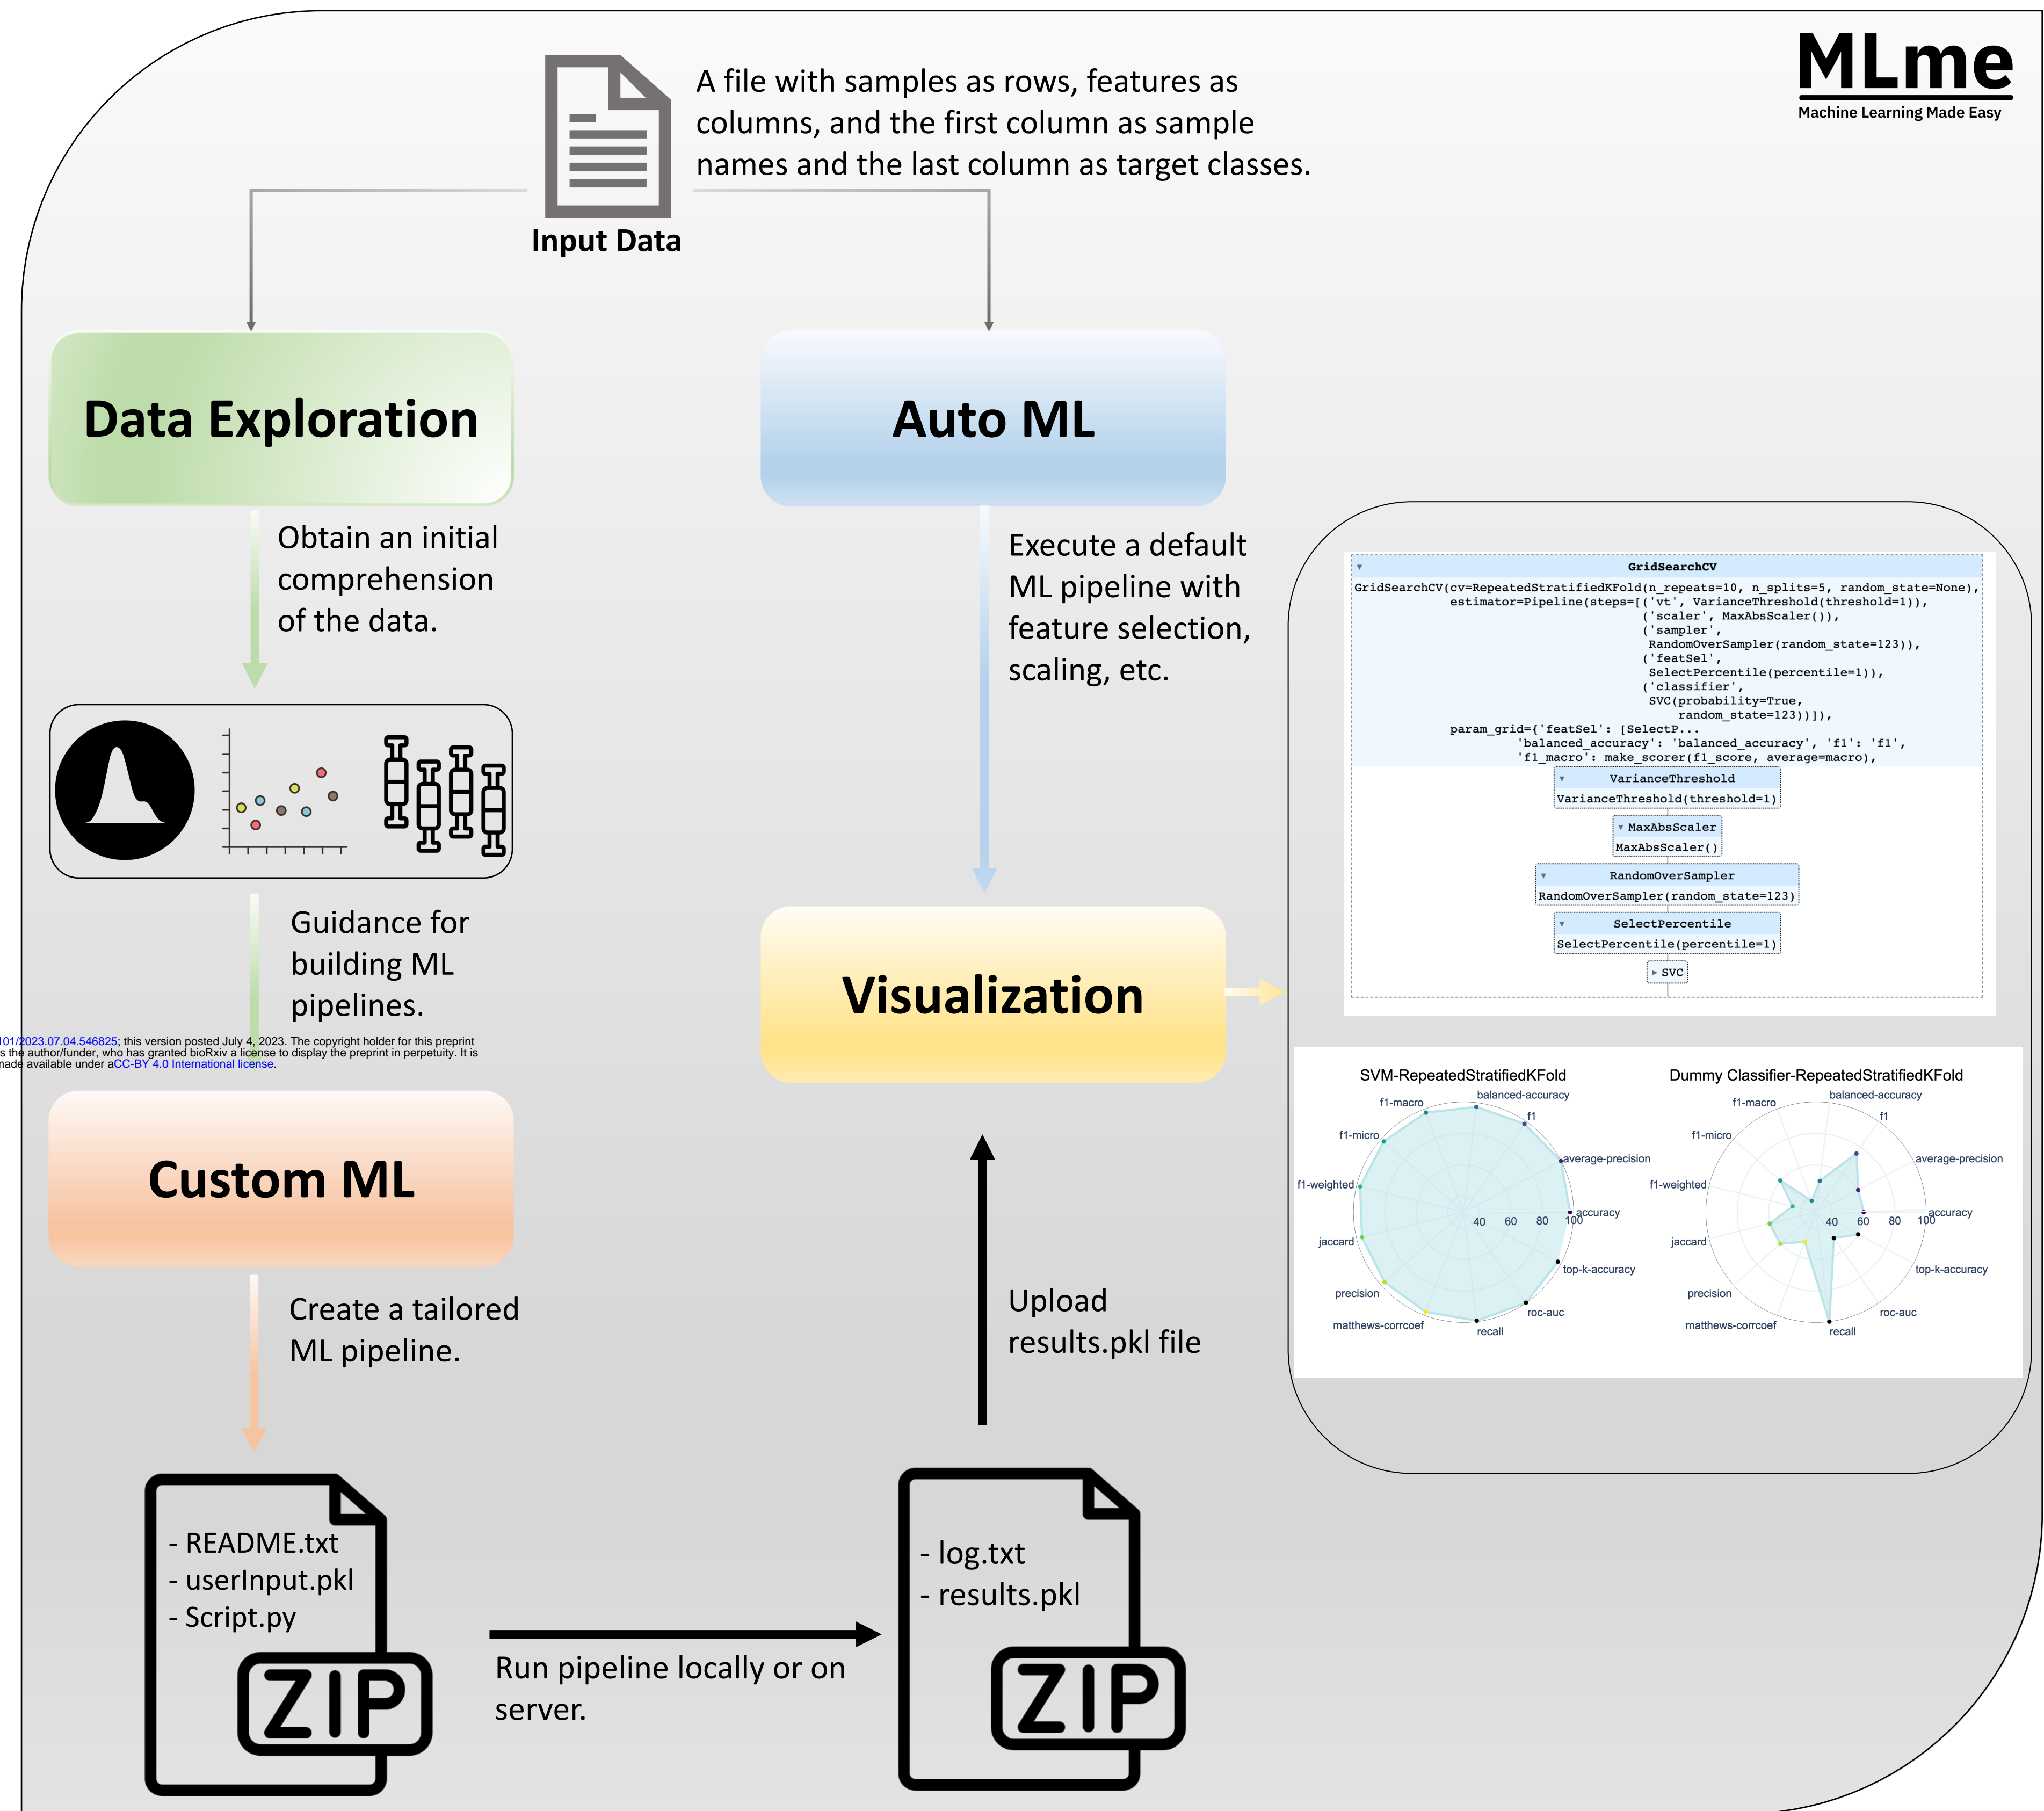 MLme
Machine Learning Made Easy
A file with samples as rows, features as
columns, and the first column as sample
names and the last column as target classes.
Input Data
Data Exploration
Auto ML
Obtain an initial
comprehension
of the data.
Execute a default
ML pipeline with
feature selection,
scaling, etc.
Guidance for
building ML
pipelines.
101/2023.07.04.546825; this version posted July 4, 2023. The copyright holder for this preprint
s the author/funder, who has granted bioRxiv a license to display the preprint in perpetuity. It is
made available under aCC-BY 4.0 International license.
Visualization
Custom ML
Create a tailored
ML pipeline.
Upload
results.pkl file
- README.txt
- userInput.pkl
- Script.py
ZIP
Run pipeline locally or on
server.
- log.txt
- results.pkl
ZIP
GridSearchCV
GridSearchCV(cv=RepeatedStratifiedKFold(n_repeats=10, n_splits=5, random_state=None),
estimator=Pipeline(steps=[('vt', VarianceThreshold(threshold=1)),
('scaler', MaxAbsScaler()),
('sampler',
RandomOverSampler(random_state=123)),
('featSel',
SelectPercentile(percentile=1)),
('classifier',
SVC(probability=True,
random_state=123))]),
param_grid={'featSel': [SelectP...
'balanced_accuracy': 'balanced_accuracy', 'f1': 'f1',
'f1_macro': make_scorer(f1_score, average=macro),
VarianceThreshold
VarianceThreshold(threshold=1)
MaxAbsScaler
MaxAbsScaler()
RandomOverSampler
RandomOverSampler(random_state=123)
SelectPercentile
SelectPercentile(percentile=1)
SVC
SVM-RepeatedStratifiedKFold
balanced-accuracy
f1-macro
f1
f1-micro
average-precision
f1-weighted
accuracy
40 60 80 100
jaccard
top-k-accuracy
precision
roc-auc
matthews-corrcoef
recall
Dummy Classifier-RepeatedStratifiedKFold
balanced-accuracy
f1-macro
f1
f1-micro
average-precision
f1-weighted
accuracy
40 60 80 100
jaccard
top-k-accuracy
precision
roc-auc
matthews-corrcoef
recall